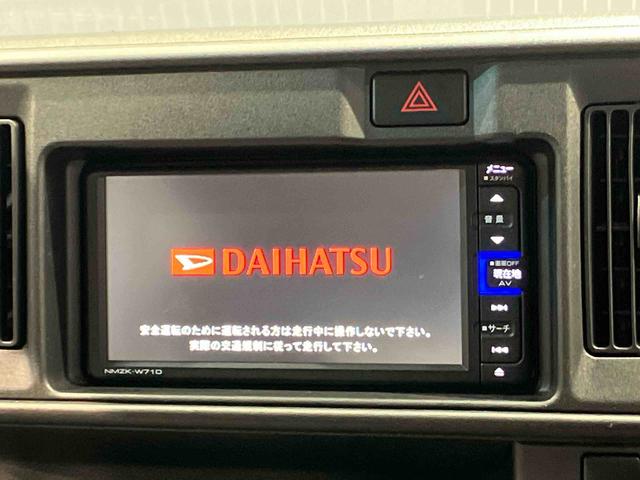 DAIHATSU
安全運転のために運転される方は走行中に操作しないで下さい。
実際の交通規制に従って走行して下さい。
NMZK-W71D
メニュー
スタンバイ
音量
画面OFF
現在地
AV
サーチ